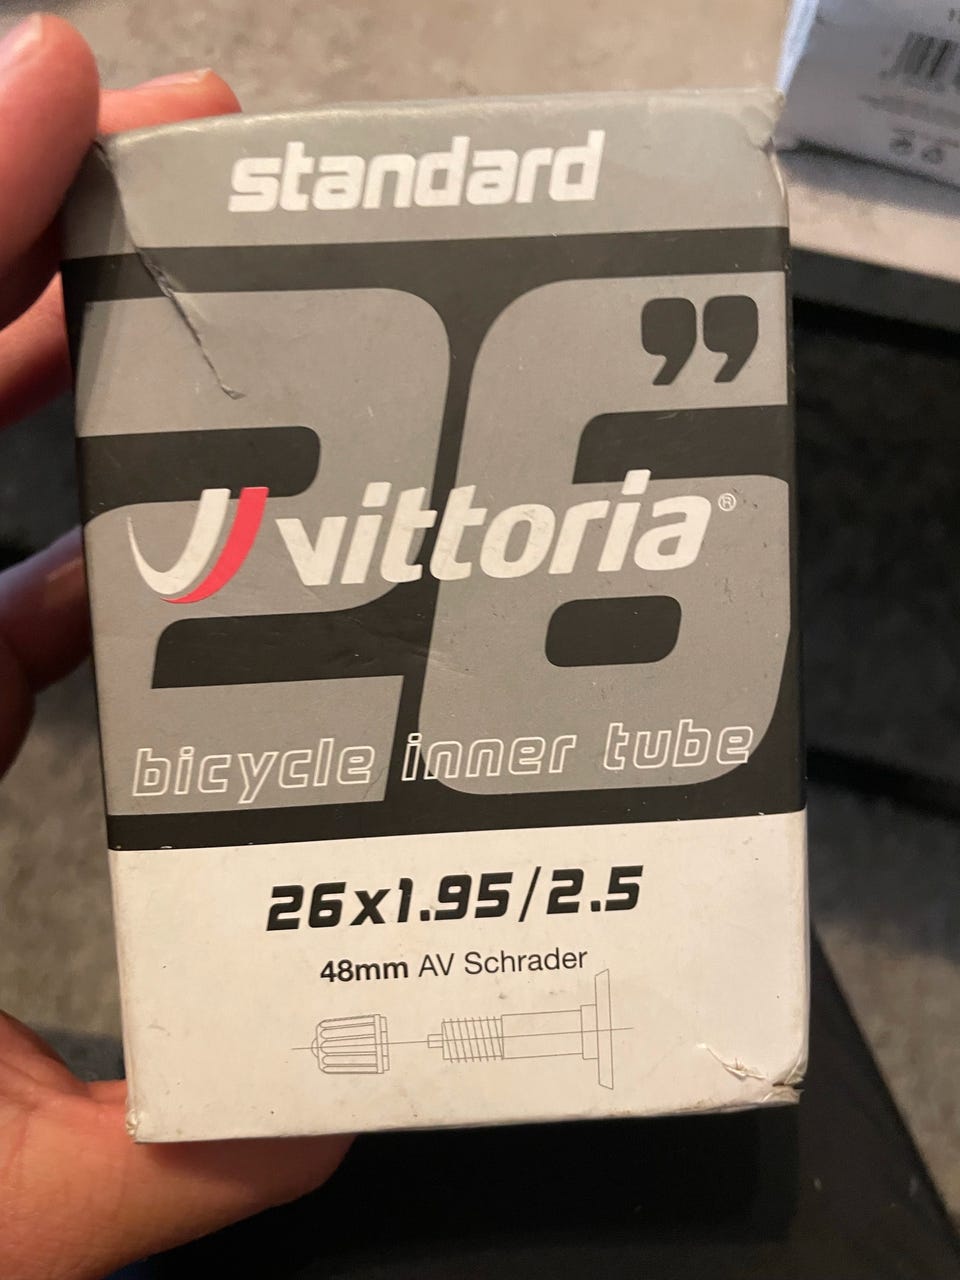 standard
26”
vittoria®
bicycle inner tube
26x1.95/2.5
48mm AV Schrader